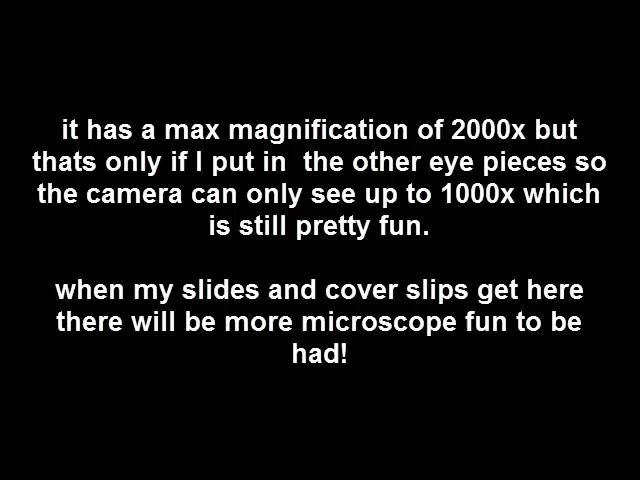 it has a max magnification of 2000x but
thats only if I put in  the other eye pieces so
the camera can only see up to 1000x which
is still pretty fun.

when my slides and cover slips get here
there will be more microscope fun to be
had!